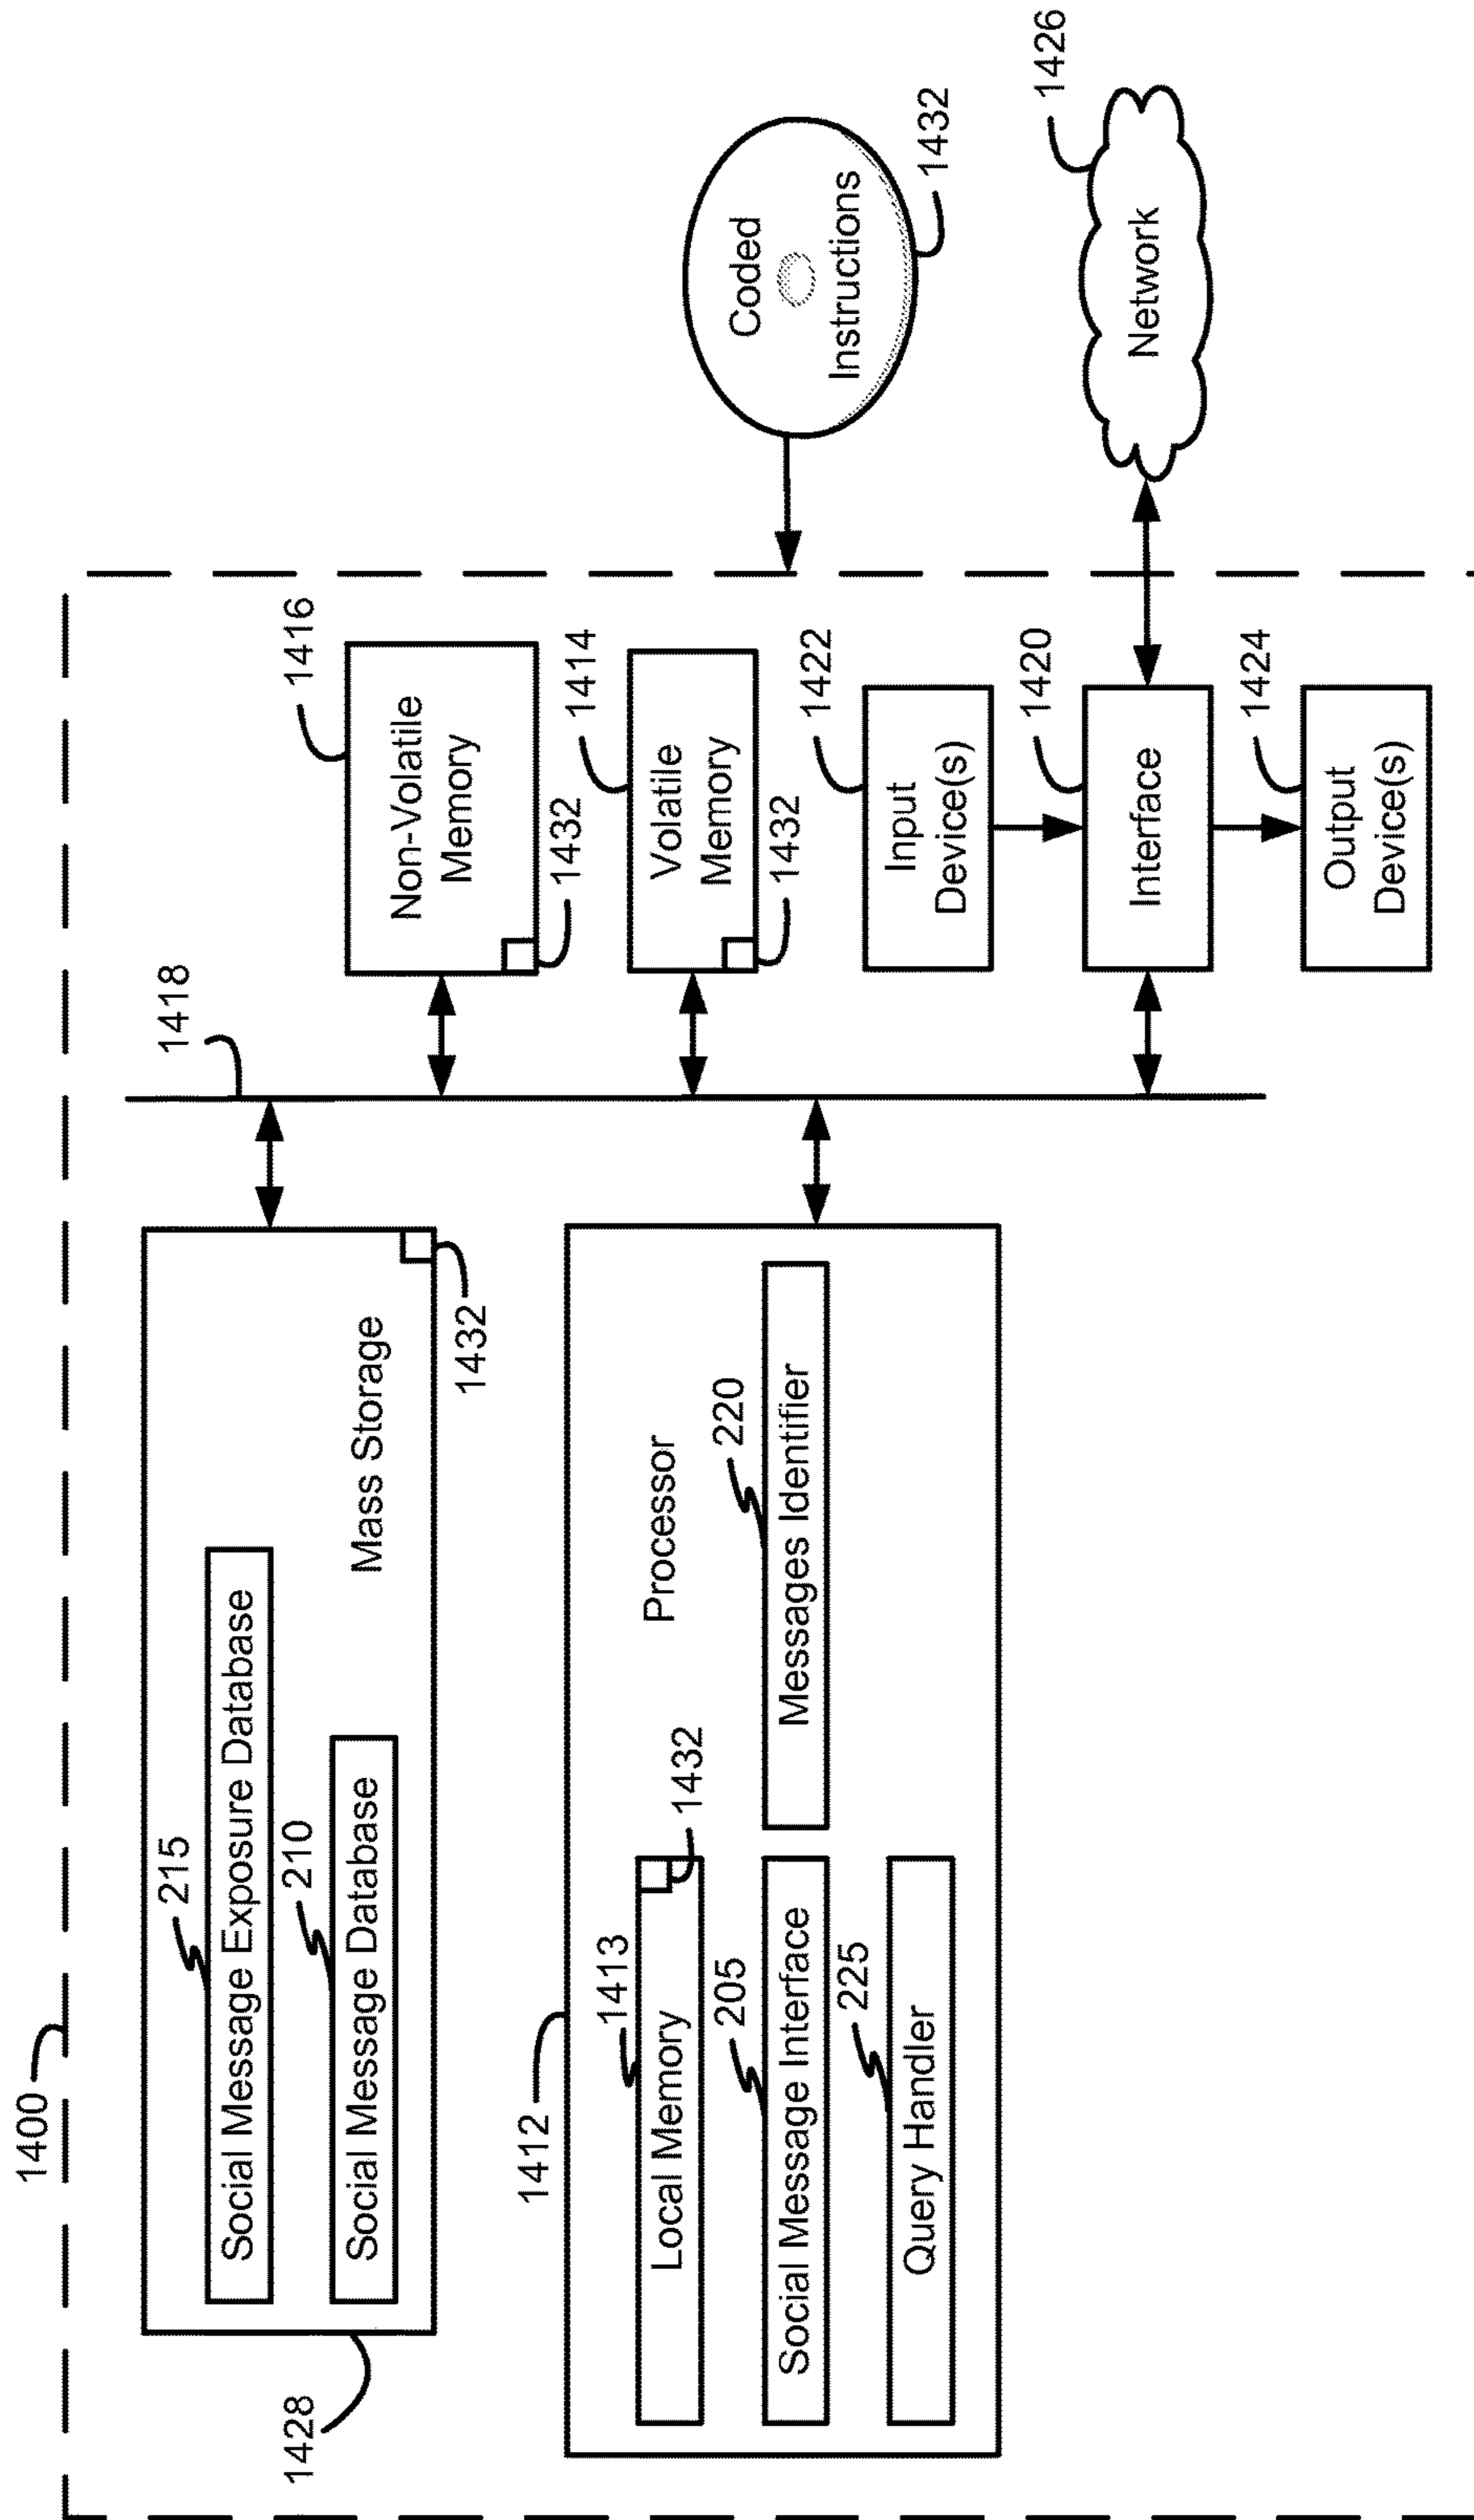 1400
1428
215
Social Message Exposure Database
210
Social Message Database
Mass Storage
1432
1412
Processor
1413
Local Memory
1432
205
Social Message Interface
220
Messages Identifier
225
Query Handler
1418
1416
Non-Volatile
Memory
1432
1414
Volatile
Memory
1432
1422
Input
Device(s)
1420
Interface
1424
Output
Device(s)
Coded
Instructions
1432
1426
Network